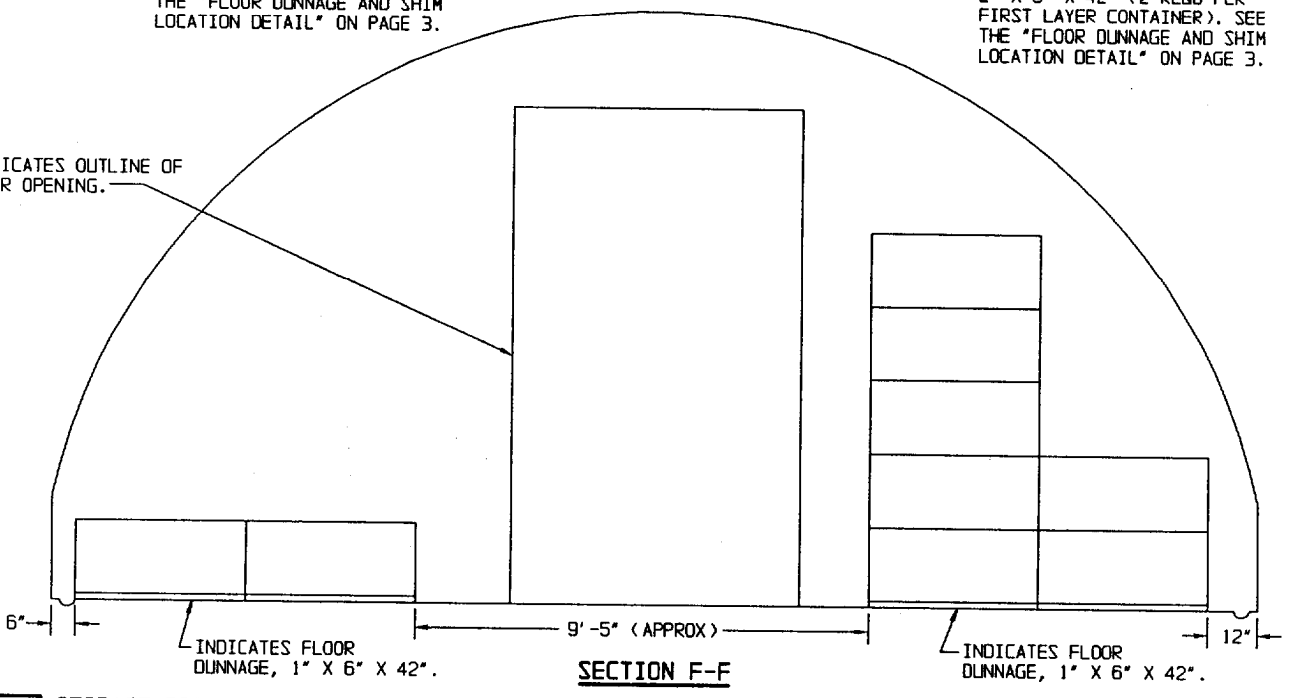 THE "FLOOR DUNNAGE AND SHIM
LOCATION DETAIL" ON PAGE 3.
FIRST LAYER CONTAINER). SEE
THE "FLOOR DUNNAGE AND SHIM
LOCATION DETAIL" ON PAGE 3.
ICATES OUTLINE OF
R OPENING.
6"
INDICATES FLOOR
DUNNAGE, 1" X 6" X 42".
9'-5" (APPROX)
SECTION F-F
INDICATES FLOOR
DUNNAGE, 1" X 6" X 42".
12"